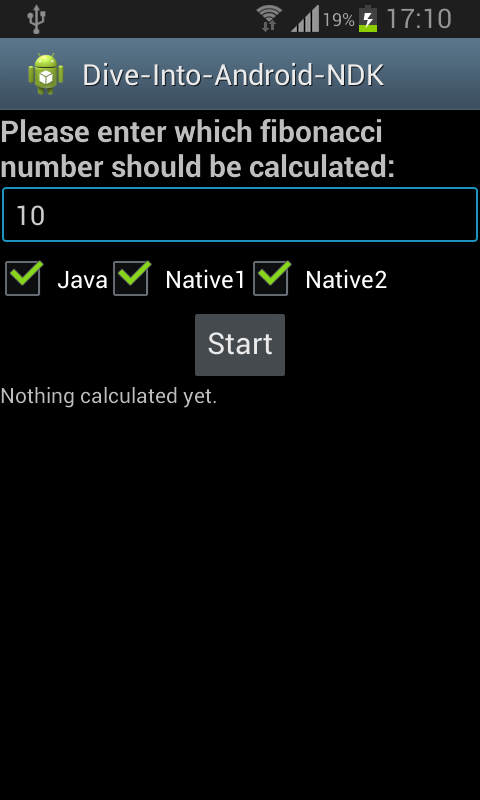 19% 17:10
Dive-Into-Android-NDK
Please enter which fibonacci
number should be calculated:
10
Java Native1 Native2
Start
Nothing calculated yet.